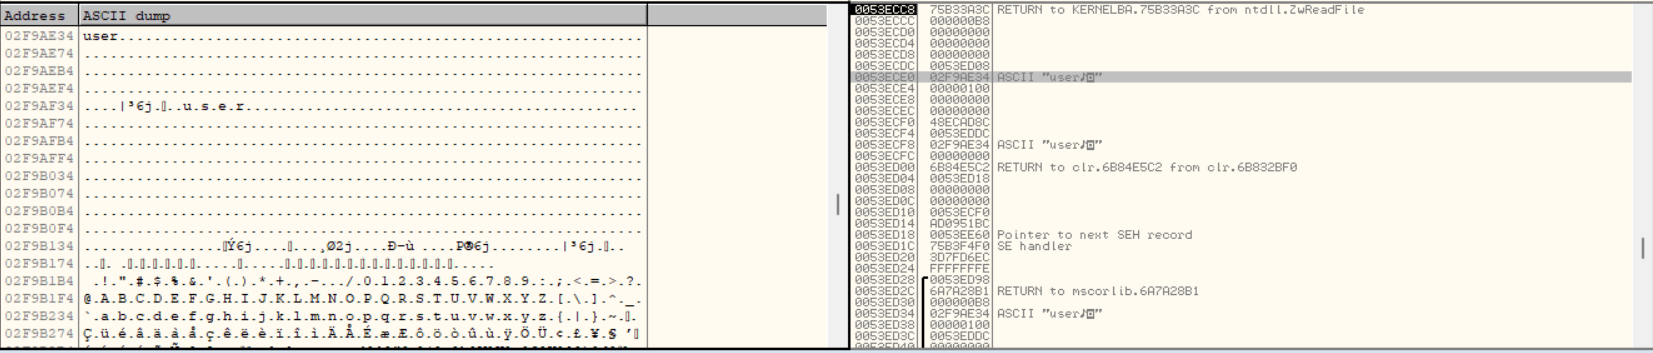 Address ASCII dump
02F9AE34 user............................................................
02F9AE74 ................................................................
02F9AEB4 ................................................................
02F9AEF4 ................................................................
02F9AF34 ....|³6j.▯..u.s.e.r.............................................
02F9AF74 ................................................................
02F9AFB4 ................................................................
02F9AFF4 ................................................................
02F9B034 ................................................................
02F9B074 ................................................................
02F9B0B4 ................................................................
02F9B0F4 ................................................................
02F9B134 ................▯Ý6j....▯...‚Ø2j....Ð-ù ....P®6j........|³6j.▯..
02F9B174 ..▯. .▯.▯.▯.▯.▯.▯.....▯.....▯.▯.▯.▯.▯.▯.▯.▯.▯.▯.▯.▯.▯.▯.....
02F9B1B4 .!.".#.$.%.&.'.(.).*.+.,.-.../.0.1.2.3.4.5.6.7.8.9.:.;.<.=.>.?.
02F9B1F4 @.A.B.C.D.E.F.G.H.I.J.K.L.M.N.O.P.Q.R.S.T.U.V.W.X.Y.Z.[.\.].^._.
02F9B234 `.a.b.c.d.e.f.g.h.i.j.k.l.m.n.o.p.q.r.s.t.u.v.w.x.y.z.{.|.}.~.▯.
02F9B274 Ç.ü.é.â.ä.à.å.ç.ê.ë.è.ï.î.ì.Ä.Å.É.æ.Æ.ô.ö.ò.û.ù.ÿ.Ö.Ü.¢.£.¥.§ '▯
0053ECC8 75B33A3C RETURN to KERNELBA.75B33A3C from ntdll.ZwReadFile
0053ECCC 000000B8
0053ECD0 00000000
0053ECD4 00000000
0053ECD8 00000000
0053ECDC 0053ED08
0053ECE0 02F9AE34 ASCII "user♪◙"
0053ECE4 00000100
0053ECE8 00000000
0053ECEC 00000000
0053ECF0 48ECAD8C
0053ECF4 0053EDDC
0053ECF8 02F9AE34 ASCII "user♪◙"
0053ECFC 00000000
0053ED00 6B84E5C2 RETURN to clr.6B84E5C2 from clr.6B832BF0
0053ED04 0053ED18
0053ED08 00000000
0053ED0C 00000000
0053ED10 0053ECF0
0053ED14 AD0951BC
0053ED18 0053EE60 Pointer to next SEH record
0053ED1C 75B3F4F0 SE handler
0053ED20 3D7FD6EC
0053ED24 FFFFFFFE
0053ED28 0053ED98
0053ED2C 6A7A28B1 RETURN to mscorlib.6A7A28B1
0053ED30 000000B8
0053ED34 02F9AE34 ASCII "user♪◙"
0053ED38 00000100
0053ED3C 0053EDDC
0053ED40 00000000